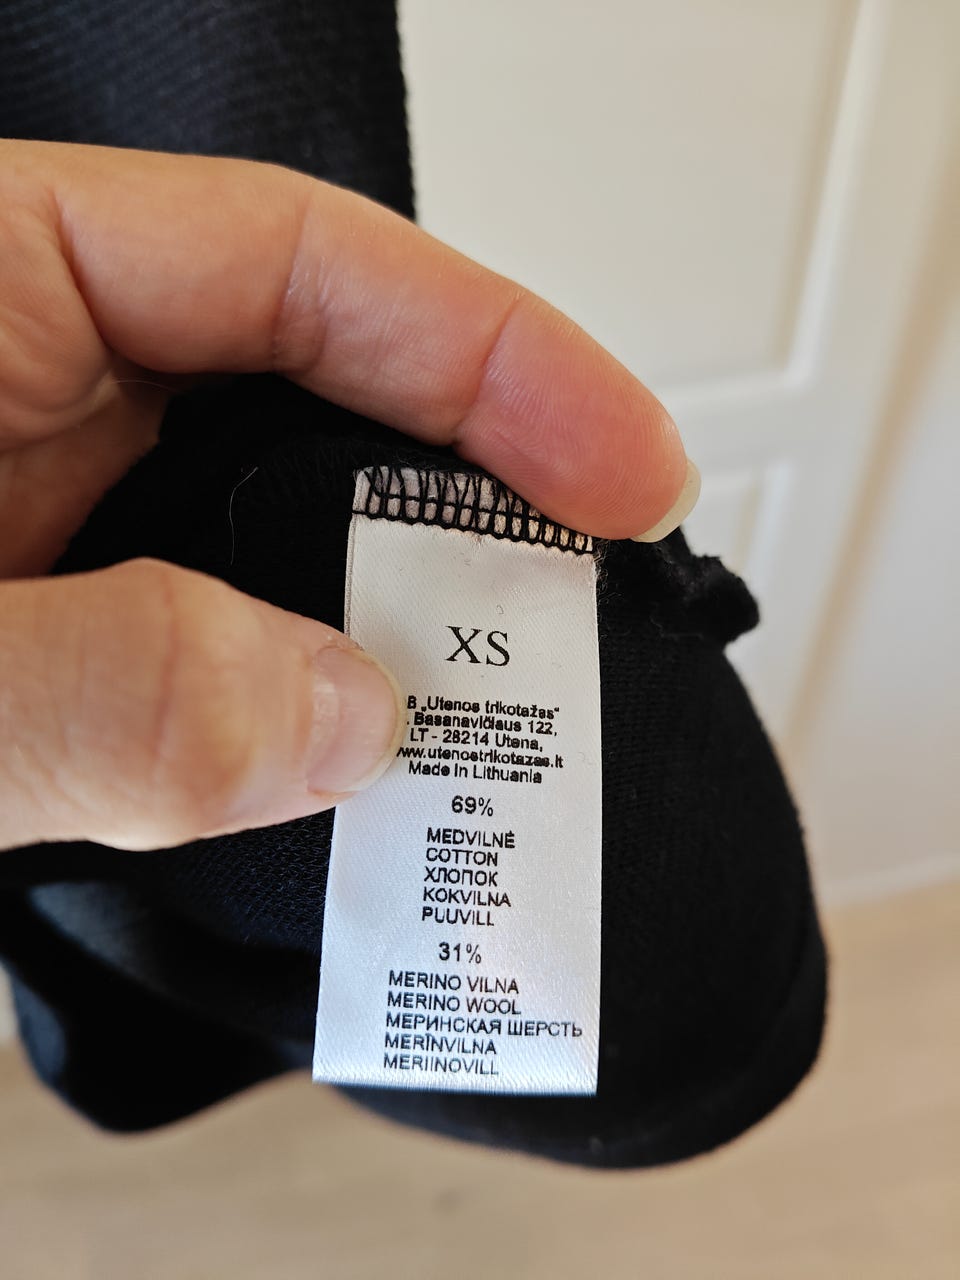 XS
B „Utenos trikotažas“
. Basanavičiaus 122,
LT - 28214 Utena,
www.utenostrikotazas.lt
Made in Lithuania
69%
MEDVILNĖ
COTTON
ХЛОПОК
KOKVILNA
PUUVILL
31%
MERINO VILNA
MERINO WOOL
МЕРИНСКАЯ ШЕРСТЬ
MERĪNVILNA
MERIINOVILL